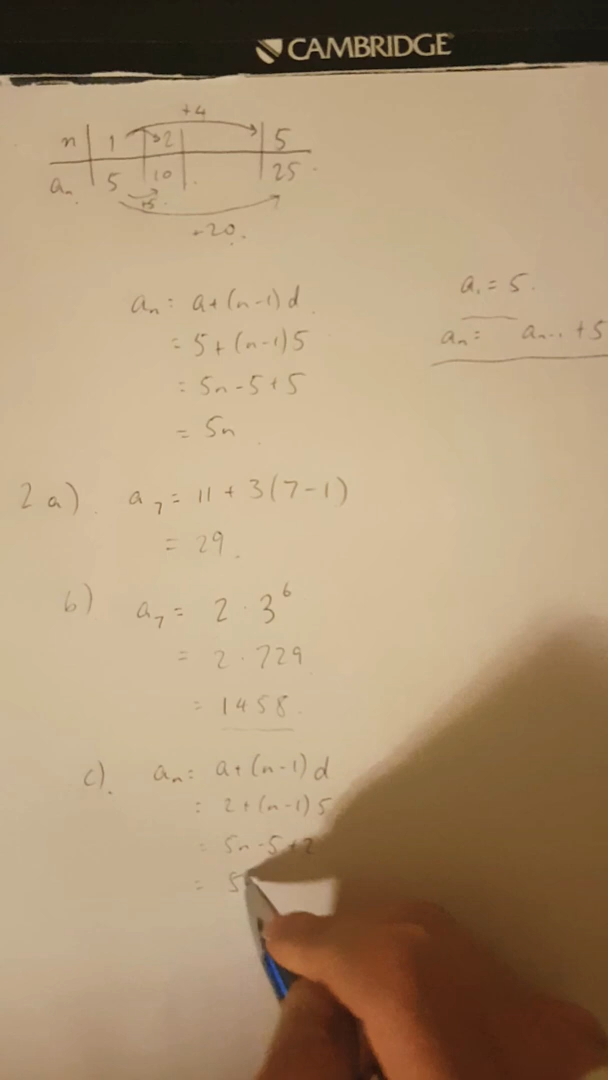 CAMBRIDGE
+4
n | 1 | 2 | | 5
aₙ | 5 | 10 | | 25
+5
+20
aₙ = a+(n-1)d
= 5+(n-1)5
= 5n-5+5
= 5n
a₁ = 5.
aₙ = aₙ₋₁ +5
2 a) a₇ = 11 + 3(7-1)
= 29.
b) a₇ = 2 · 3⁶
= 2 · 729
= 1458
c). aₙ = a+(n-1)d
= 2+(n-1)5
= 5n-5+2
= 5